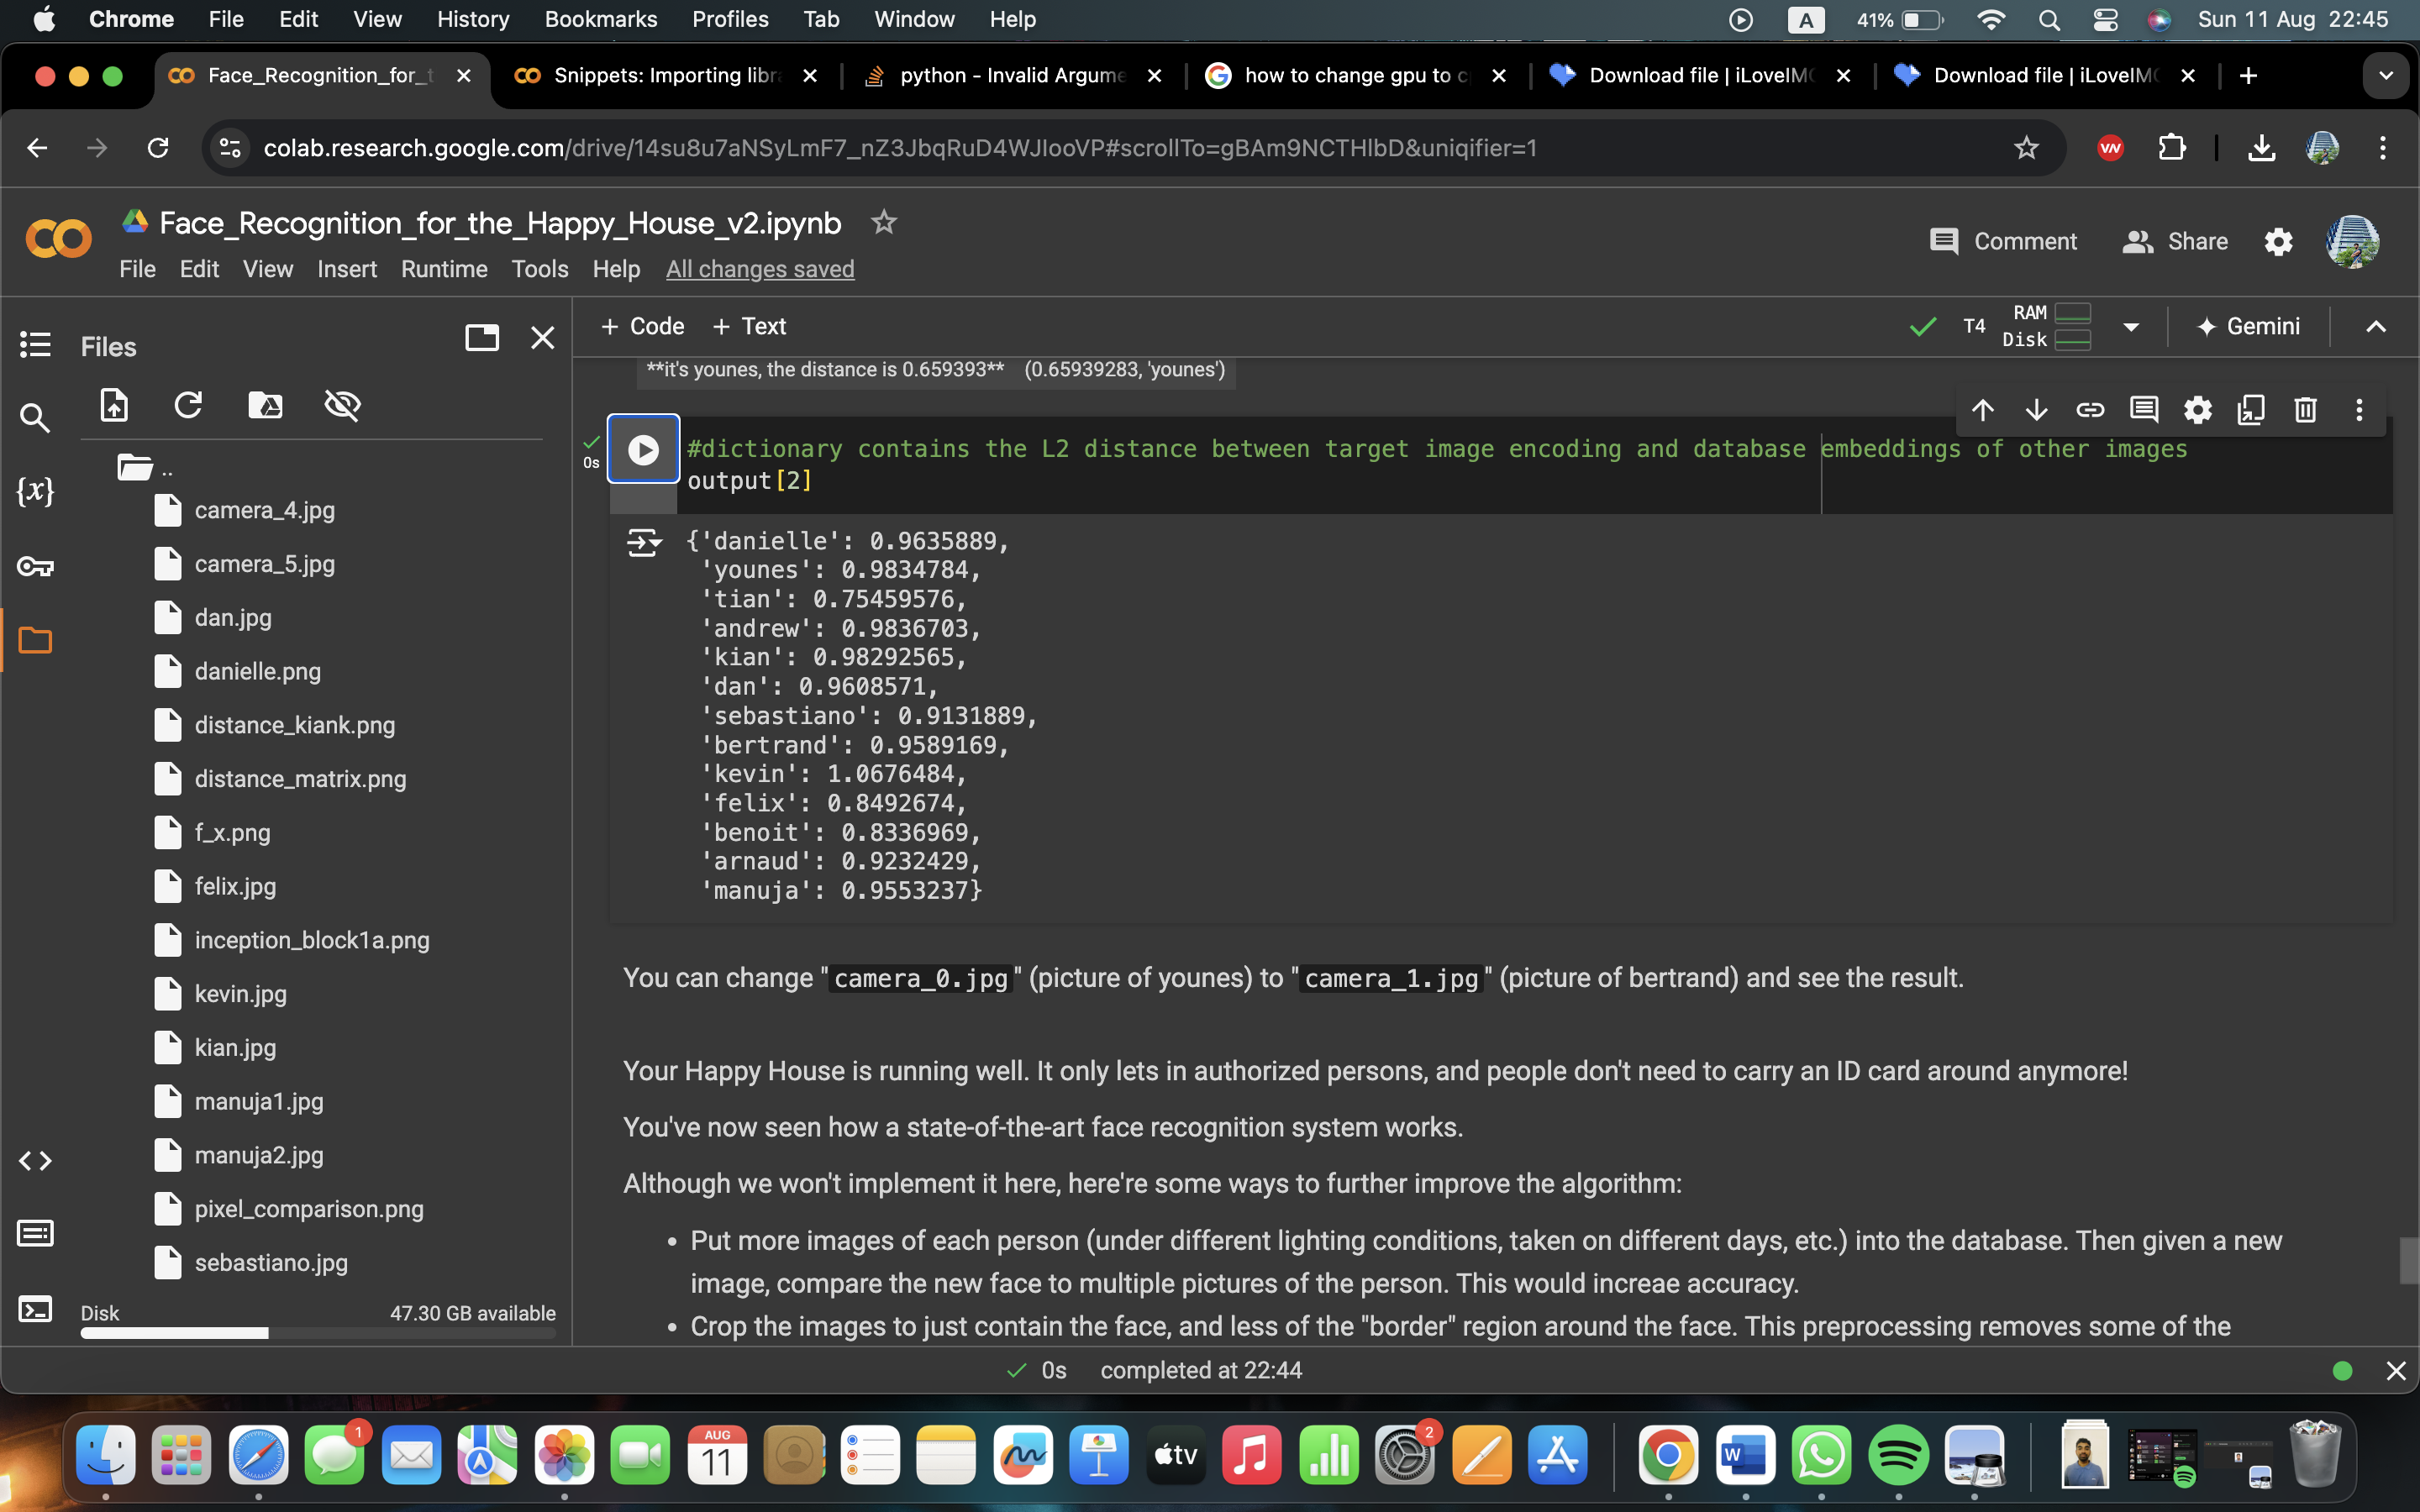 Chrome File Edit View History Bookmarks Profiles Tab Window Help A 41% Sun 11 Aug 22:45
Face_Recognition_for_t Snippets: Importing libra python - Invalid Argume how to change gpu to c Download file | iLoveIM Download file | iLoveIM
colab.research.google.com/drive/14su8u7aNSyLmF7_nZ3JbqRuD4WJIooVP#scrollTo=gBAm9NCTHlbD&uniqifier=1
Face_Recognition_for_the_Happy_House_v2.ipynb
Comment Share
File Edit View Insert Runtime Tools Help All changes saved
Files
+ Code + Text
T4 RAM Disk Gemini
..
camera_4.jpg
camera_5.jpg
dan.jpg
danielle.png
distance_kiank.png
distance_matrix.png
f_x.png
felix.jpg
inception_block1a.png
kevin.jpg
kian.jpg
manuja1.jpg
manuja2.jpg
pixel_comparison.png
sebastiano.jpg
{x}
Disk 47.30 GB available
**it's younes, the distance is 0.659393** (0.65939283, 'younes')
0s
#dictionary contains the L2 distance between target image encoding and database embeddings of other images
output[2]
{'danielle': 0.9635889,
'younes': 0.9834784,
'tian': 0.75459576,
'andrew': 0.9836703,
'kian': 0.98292565,
'dan': 0.9608571,
'sebastiano': 0.9131889,
'bertrand': 0.9589169,
'kevin': 1.0676484,
'felix': 0.8492674,
'benoit': 0.8336969,
'arnaud': 0.9232429,
'manuja': 0.9553237}
You can change "camera_0.jpg" (picture of younes) to "camera_1.jpg" (picture of bertrand) and see the result.
Your Happy House is running well. It only lets in authorized persons, and people don't need to carry an ID card around anymore!
You've now seen how a state-of-the-art face recognition system works.
Although we won't implement it here, here're some ways to further improve the algorithm:
• Put more images of each person (under different lighting conditions, taken on different days, etc.) into the database. Then given a new
image, compare the new face to multiple pictures of the person. This would increae accuracy.
• Crop the images to just contain the face, and less of the "border" region around the face. This preprocessing removes some of the
0s completed at 22:44
1 AUG 11 tv 2 W